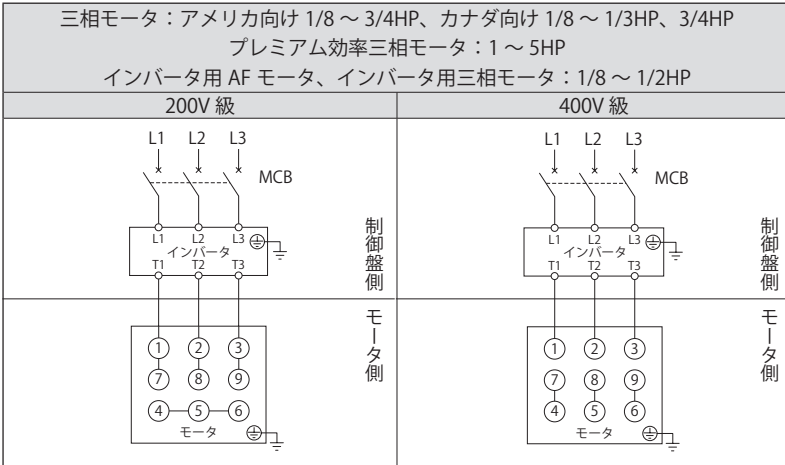 三相モータ：アメリカ向け 1/8 ～ 3/4HP、カナダ向け 1/8 ～ 1/3HP、3/4HP
プレミアム効率三相モータ：1 ～ 5HP
インバータ用 AF モータ、インバータ用三相モータ：1/8 ～ 1/2HP
200V 級
400V 級
L1 L2 L3
MCB
L1 L2 L3
インバータ
T1 T2 T3
制御盤側
モータ側
1 2 3
7 8 9
4 5 6
モータ
L1 L2 L3
MCB
L1 L2 L3
インバータ
T1 T2 T3
制御盤側
モータ側
1 2 3
7 8 9
4 5 6
モータ